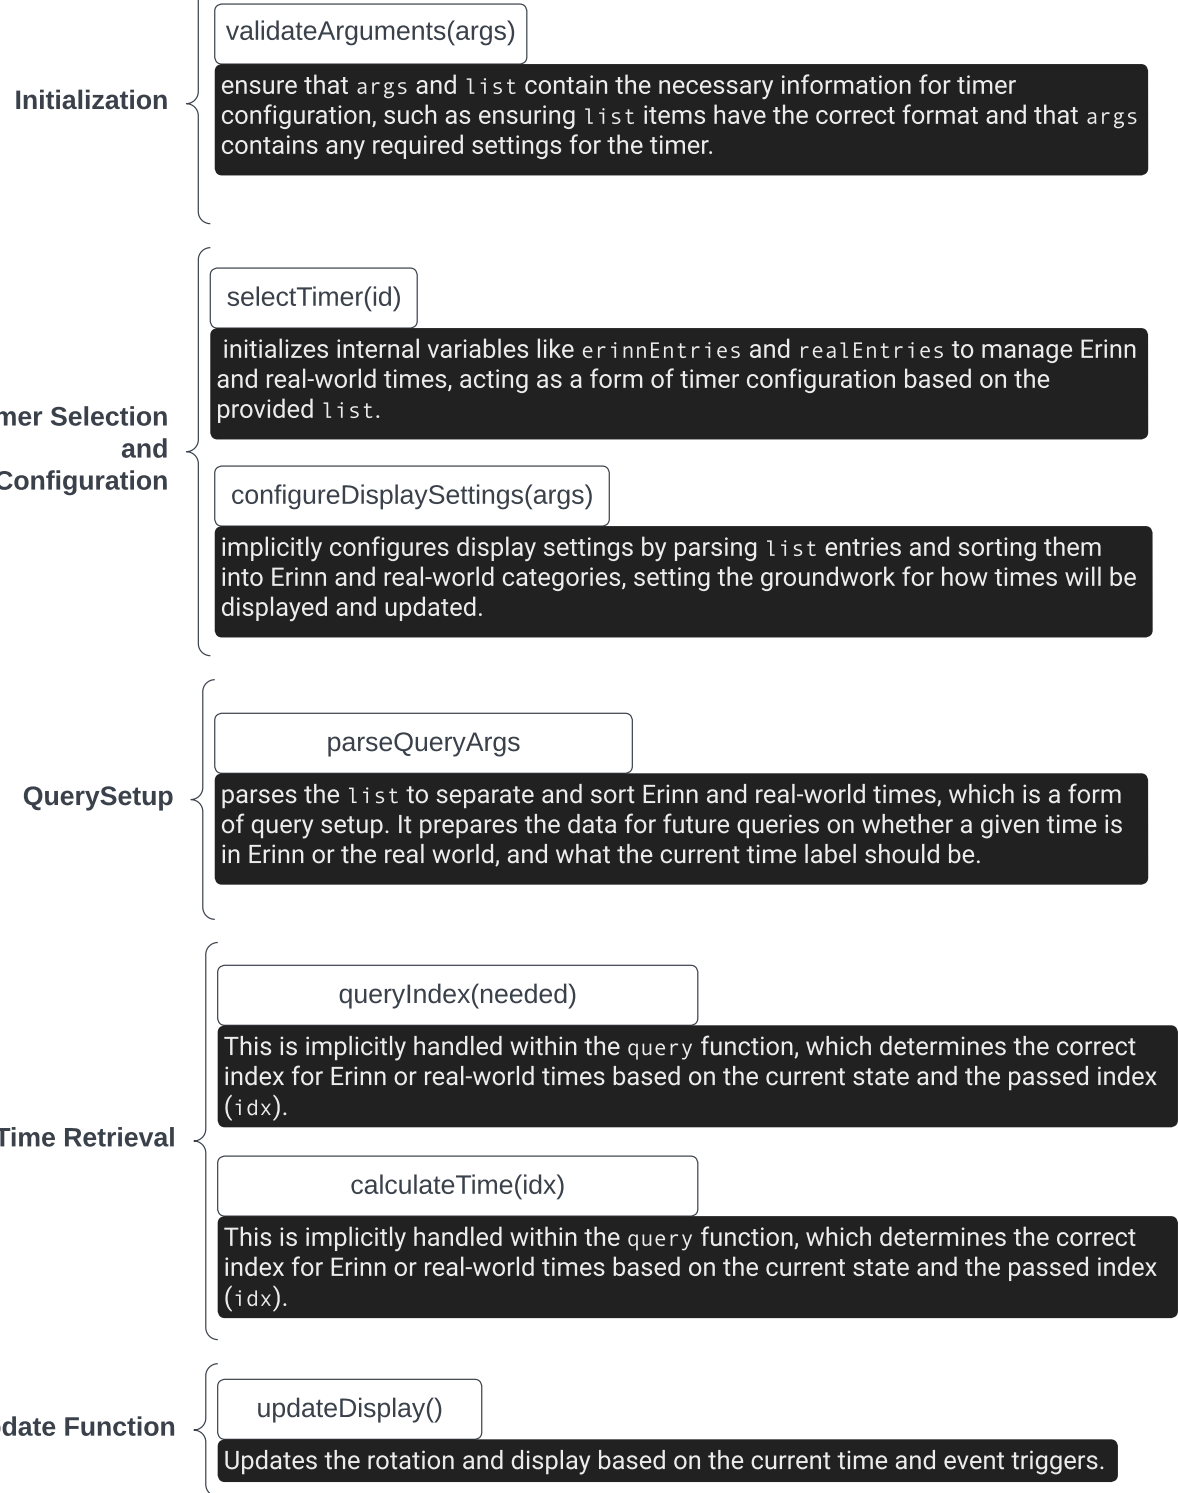 validateArguments(args)
Initialization
ensure that args and list contain the necessary information for timer
configuration, such as ensuring list items have the correct format and that args
contains any required settings for the timer.
selectTimer(id)
initializes internal variables like erinnEntries and realEntries to manage Erinn
and real-world times, acting as a form of timer configuration based on the
provided list.
mer Selection
and
Configuration
configureDisplaySettings(args)
implicitly configures display settings by parsing list entries and sorting them
into Erinn and real-world categories, setting the groundwork for how times will be
displayed and updated.
parseQueryArgs
QuerySetup
parses the list to separate and sort Erinn and real-world times, which is a form
of query setup. It prepares the data for future queries on whether a given time is
in Erinn or the real world, and what the current time label should be.
queryIndex(needed)
This is implicitly handled within the query function, which determines the correct
index for Erinn or real-world times based on the current state and the passed index
(idx).
Time Retrieval
calculateTime(idx)
This is implicitly handled within the query function, which determines the correct
index for Erinn or real-world times based on the current state and the passed index
(idx).
updateDisplay()
date Function
Updates the rotation and display based on the current time and event triggers.